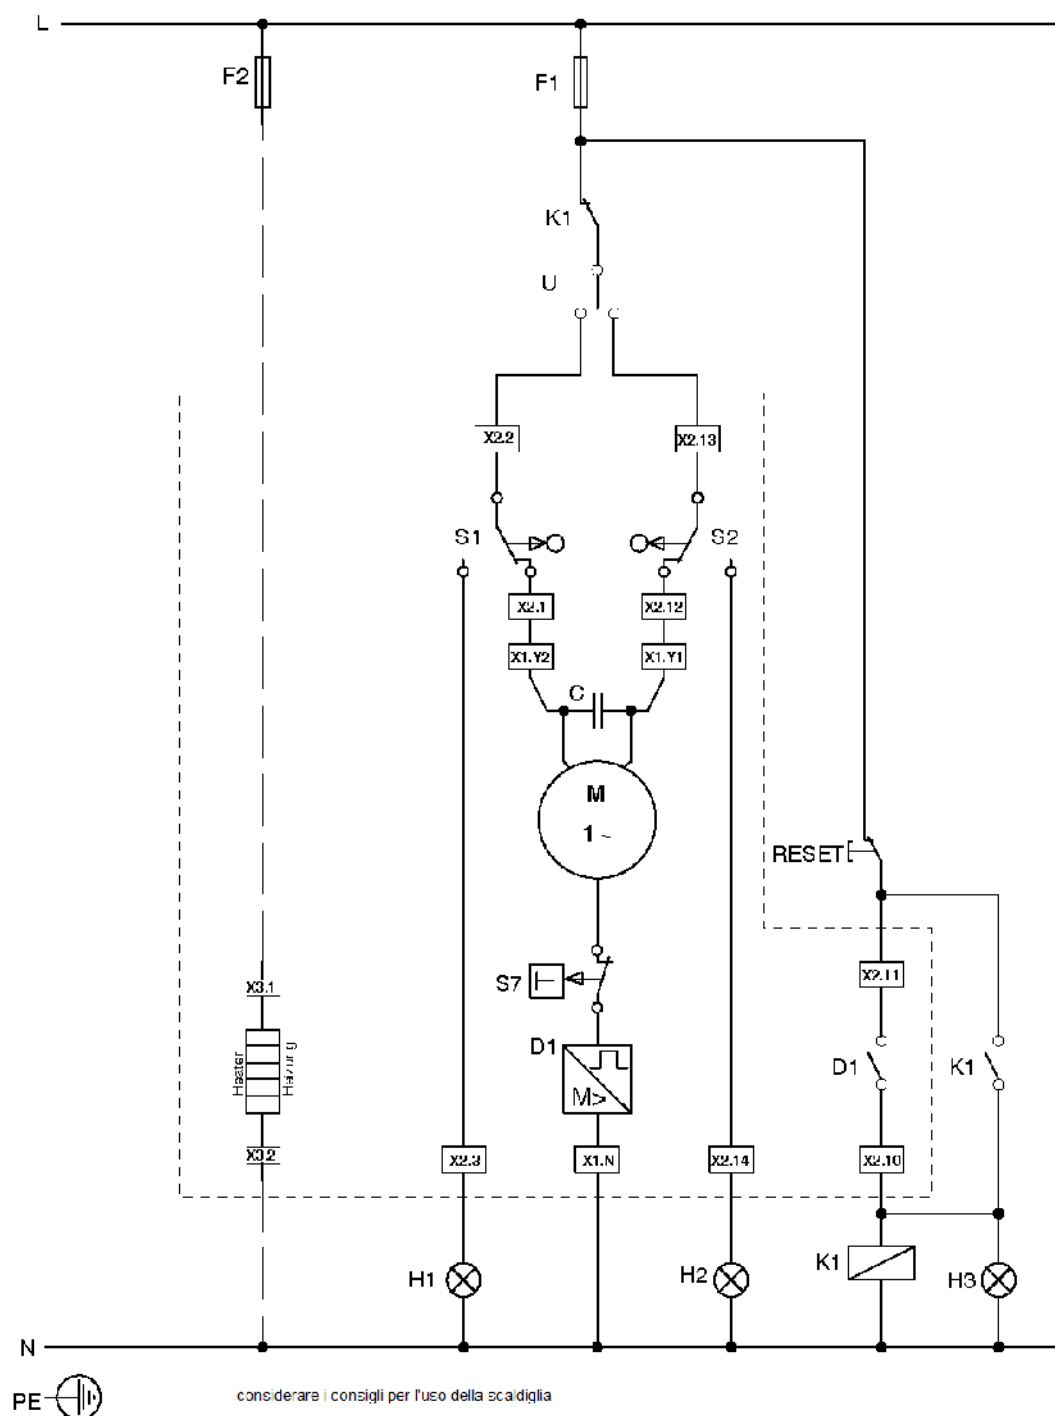 L
F2
F1
K1
U
X2.2
X2.13
S1
S2
X2.1
X2.12
X1.Y2
X1.Y1
C
M
1~
RESET
S7
X2.11
X3.1
D1
Heater
Heizung
M>
D1
K1
X3.2
X2.3
X1.N
X2.14
X2.10
H1
H2
K1
H3
N
PE
considerare i consigli per l'uso della scaldiglia